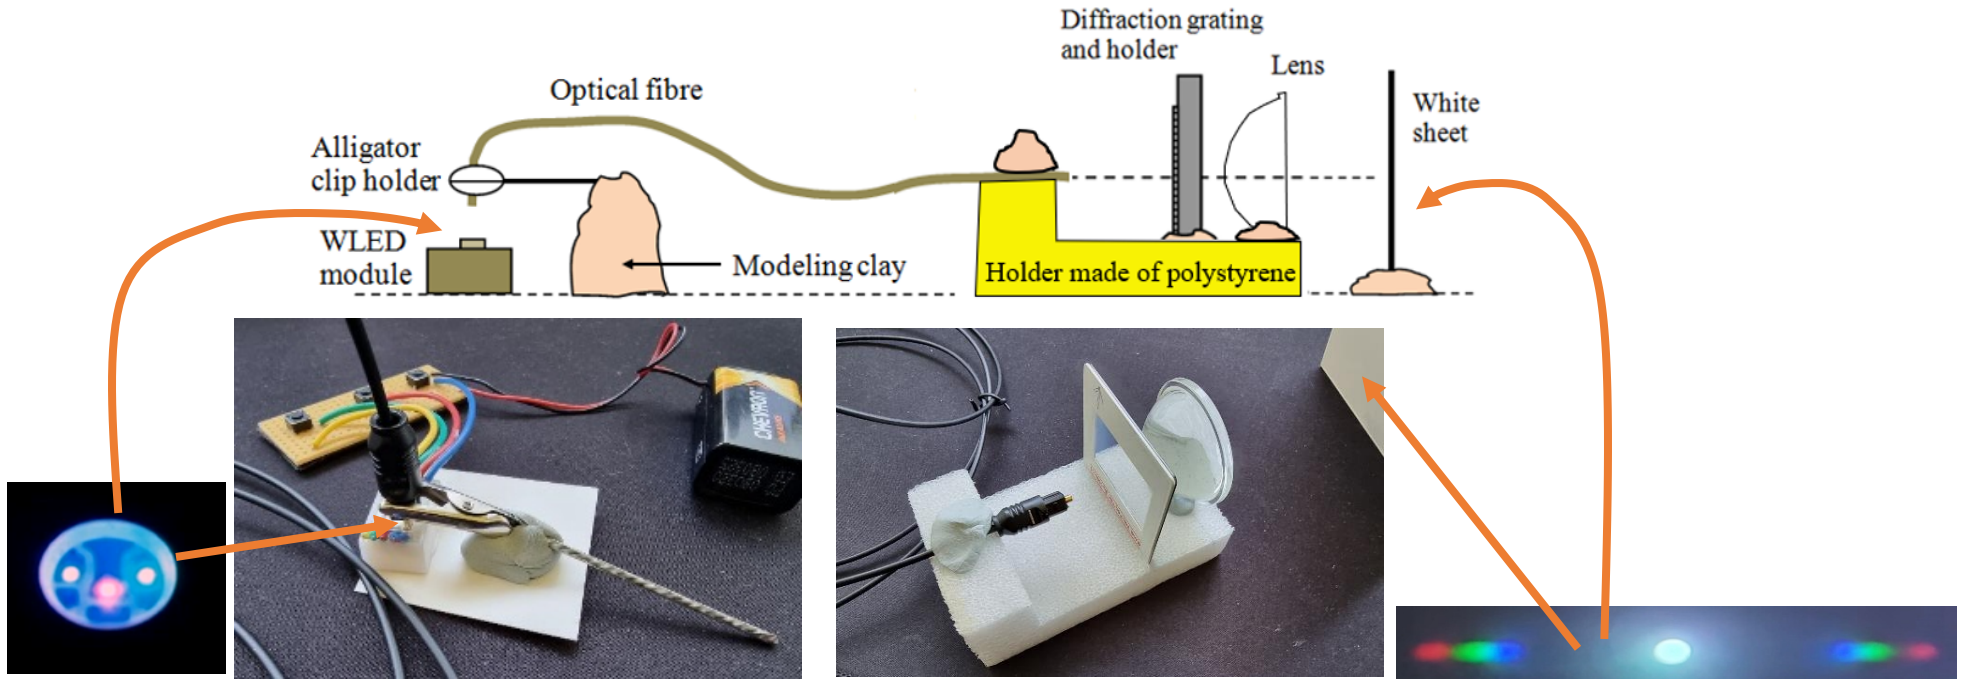 Diffraction grating
and holder
Lens
Optical fibre
White
sheet
Alligator
clip holder
WLED
module
Modeling clay
Holder made of polystyrene
CHEVRON